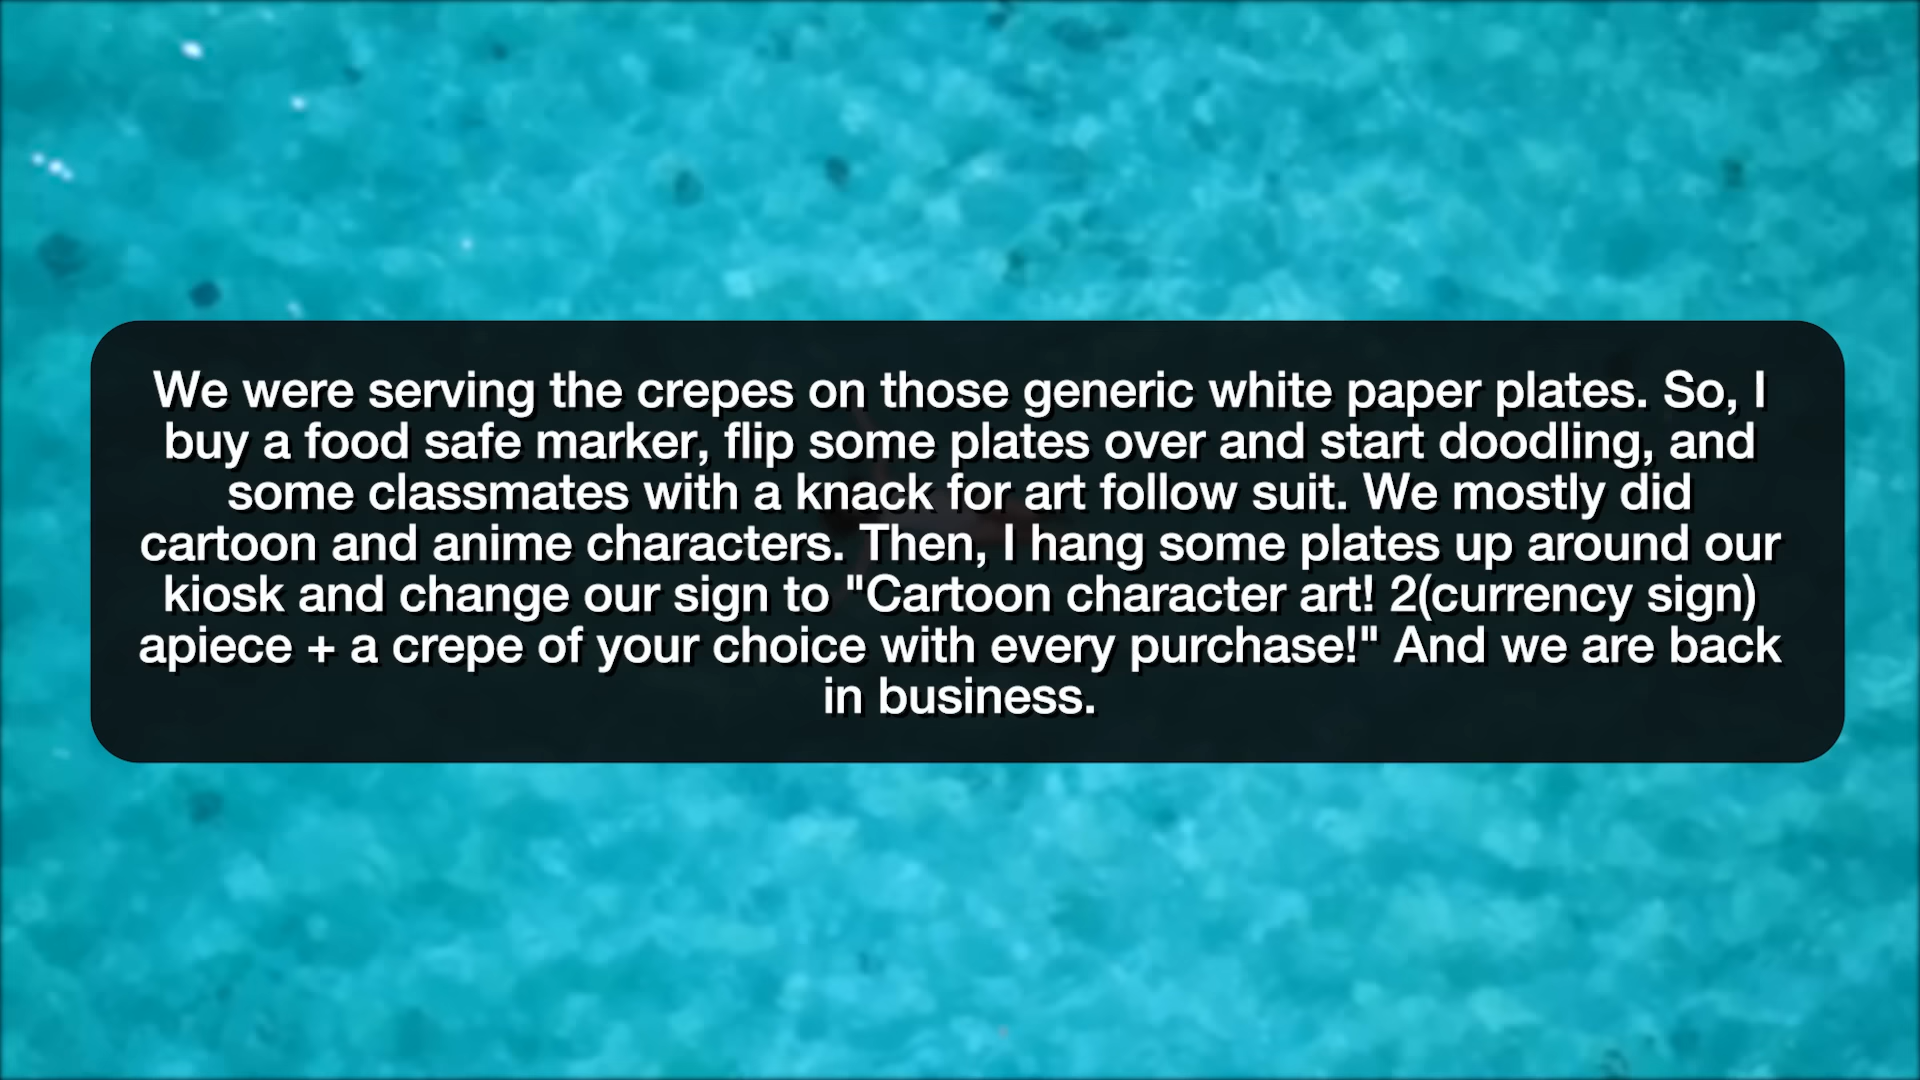 We were serving the crepes on those generic white paper plates. So, I
buy a food safe marker, flip some plates over and start doodling, and
some classmates with a knack for art follow suit. We mostly did
cartoon and anime characters. Then, I hang some plates up around our
kiosk and change our sign to "Cartoon character art! 2(currency sign)
apiece + a crepe of your choice with every purchase!" And we are back
in business.